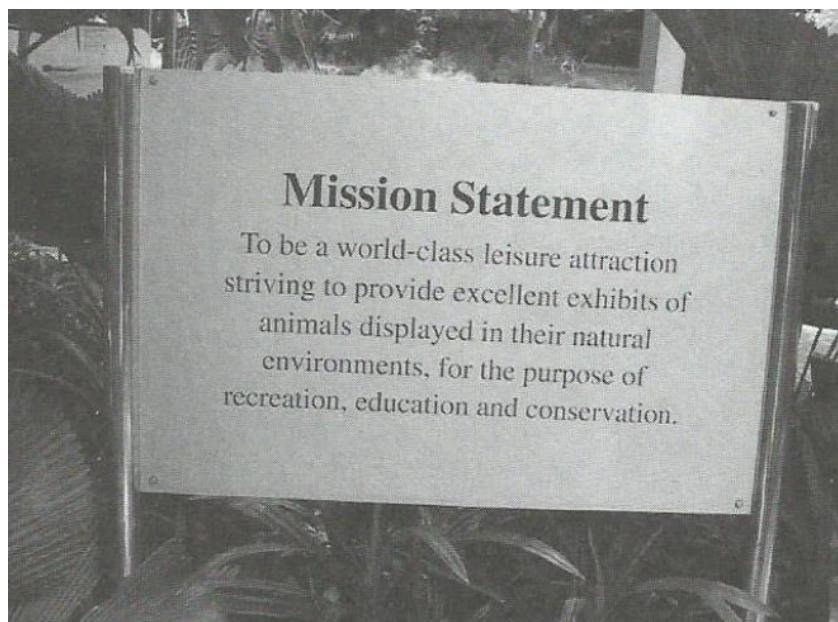 Mission Statement
To be a world-class leisure attraction
striving to provide excellent exhibits of
animals displayed in their natural
environments, for the purpose of
recreation, education and conservation.